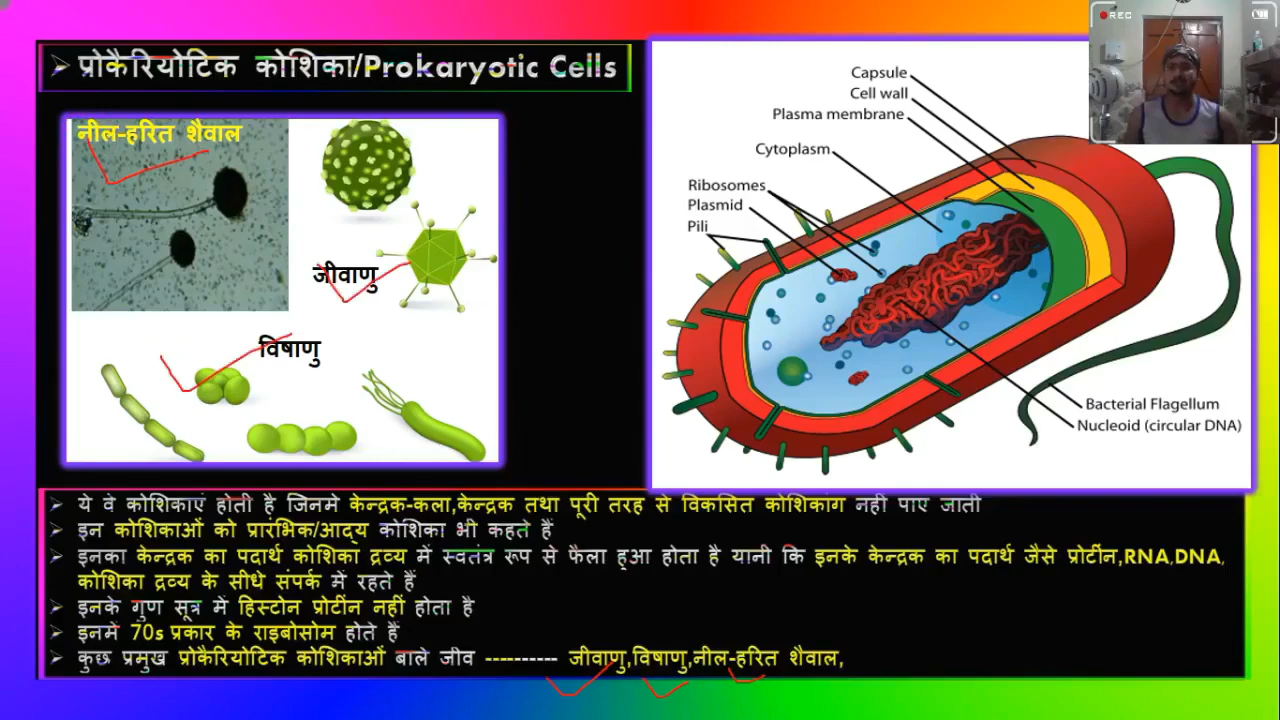 REC
➢ प्रोकैरियोटिक कोशिका/Prokaryotic Cells
नील-हरित शैवाल
जीवाणु
विषाणु
Capsule
Cell wall
Plasma membrane
Cytoplasm
Ribosomes
Plasmid
Pili
Bacterial Flagellum
Nucleoid (circular DNA)
➢ ये वे कोशिकाएं होती है जिनमे केन्द्रक-कला,केन्द्रक तथा पूरी तरह से विकसित कोशिकांग नही पाए जाती
➢ इन कोशिकाओं को प्रारंभिक/आद्य कोशिका भी कहते हैं
➢ इनका केन्द्रक का पदार्थ कोशिका द्रव्य में स्वतंत्र रूप से फैला हुआ होता है यानी कि इनके केन्द्रक का पदार्थ जैसे प्रोटीन,RNA,DNA,
कोशिका द्रव्य के सीधे संपर्क में रहते हैं
➢ इनके गुण सूत्र में हिस्टोन प्रोटींन नहीं होता है
➢ इनमें 70s प्रकार के राइबोसोम होते हैं
➢ कुछ प्रमुख प्रोकैरियोटिक कोशिकाओं बाले जीव ---------- जीवाणु,विषाणु,नील-हरित शैवाल,